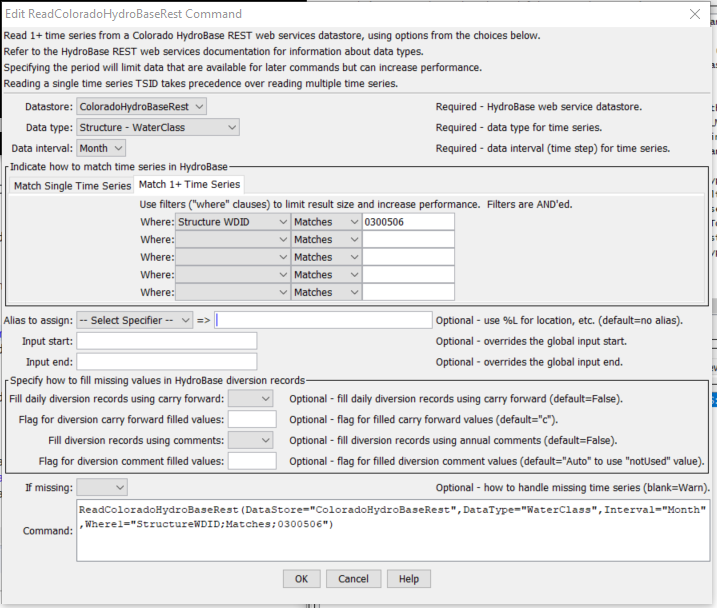 Edit ReadColoradoHydroBaseRest Command
Read 1+ time series from a Colorado HydroBase REST web services datastore, using options from the choices below.
Refer to the HydroBase REST web services documentation for information about data types.
Specifying the period will limit data that are available for later commands but can increase performance.
Reading a single time series TSID takes precedence over reading multiple time series.
Datastore: ColoradoHydroBaseRest Required - HydroBase web service datastore.
Data type: Structure - WaterClass Required - data type for time series.
Data interval: Month Required - data interval (time step) for time series.
Indicate how to match time series in HydroBase
Match Single Time Series Match 1+ Time Series
Use filters ("where" clauses) to limit result size and increase performance. Filters are AND'ed.
Where: Structure WDID Matches 0300506
Where: Matches
Where: Matches
Where: Matches
Where: Matches
Alias to assign: -- Select Specifier -- => Optional - use %L for location, etc. (default=no alias).
Input start: Optional - overrides the global input start.
Input end: Optional - overrides the global input end.
Specify how to fill missing values in HydroBase diversion records
Fill daily diversion records using carry forward: Optional - fill daily diversion records using carry forward (default=False).
Flag for diversion carry forward filled values: Optional - flag for filled carry forward values (default="c").
Fill diversion records using comments: Optional - fill diversion records using annual comments (default=False).
Flag for diversion comment filled values: Optional - flag for filled diversion comment values (default="Auto" to use "notUsed" value).
If missing: Optional - how to handle missing time series (blank=Warn).
Command: ReadColoradoHydroBaseRest(DataStore="ColoradoHydroBaseRest",DataType="WaterClass",Interval="Month"
,Where1="StructureWDID;Matches;0300506")
OK Cancel Help